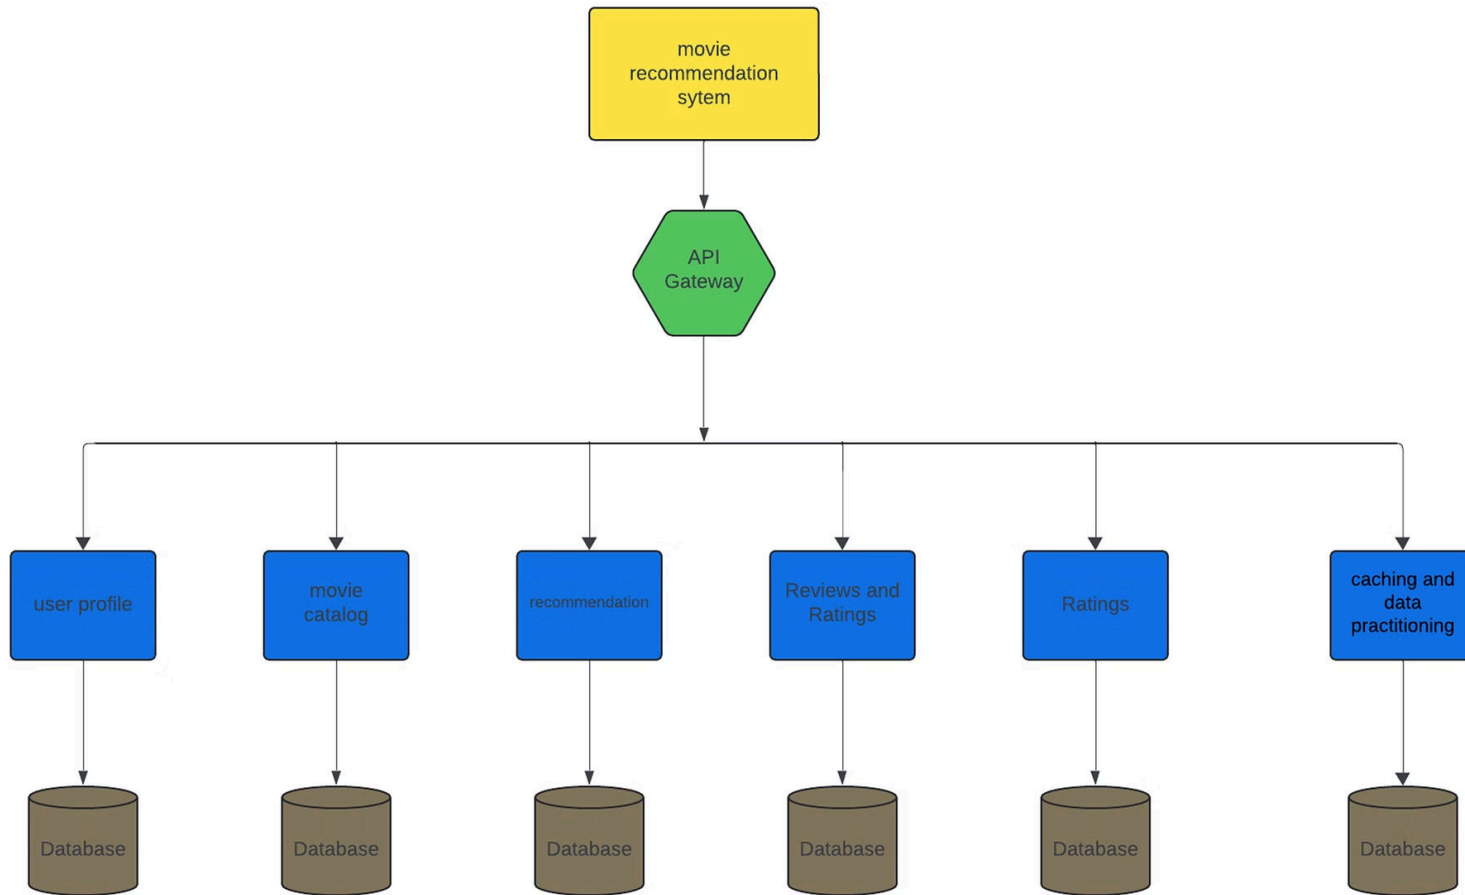 movie
recommendation
sytem
API
Gateway
user profile
movie
catalog
recommendation
Reviews and
Ratings
Ratings
caching and
data
practitioning
Database
Database
Database
Database
Database
Database